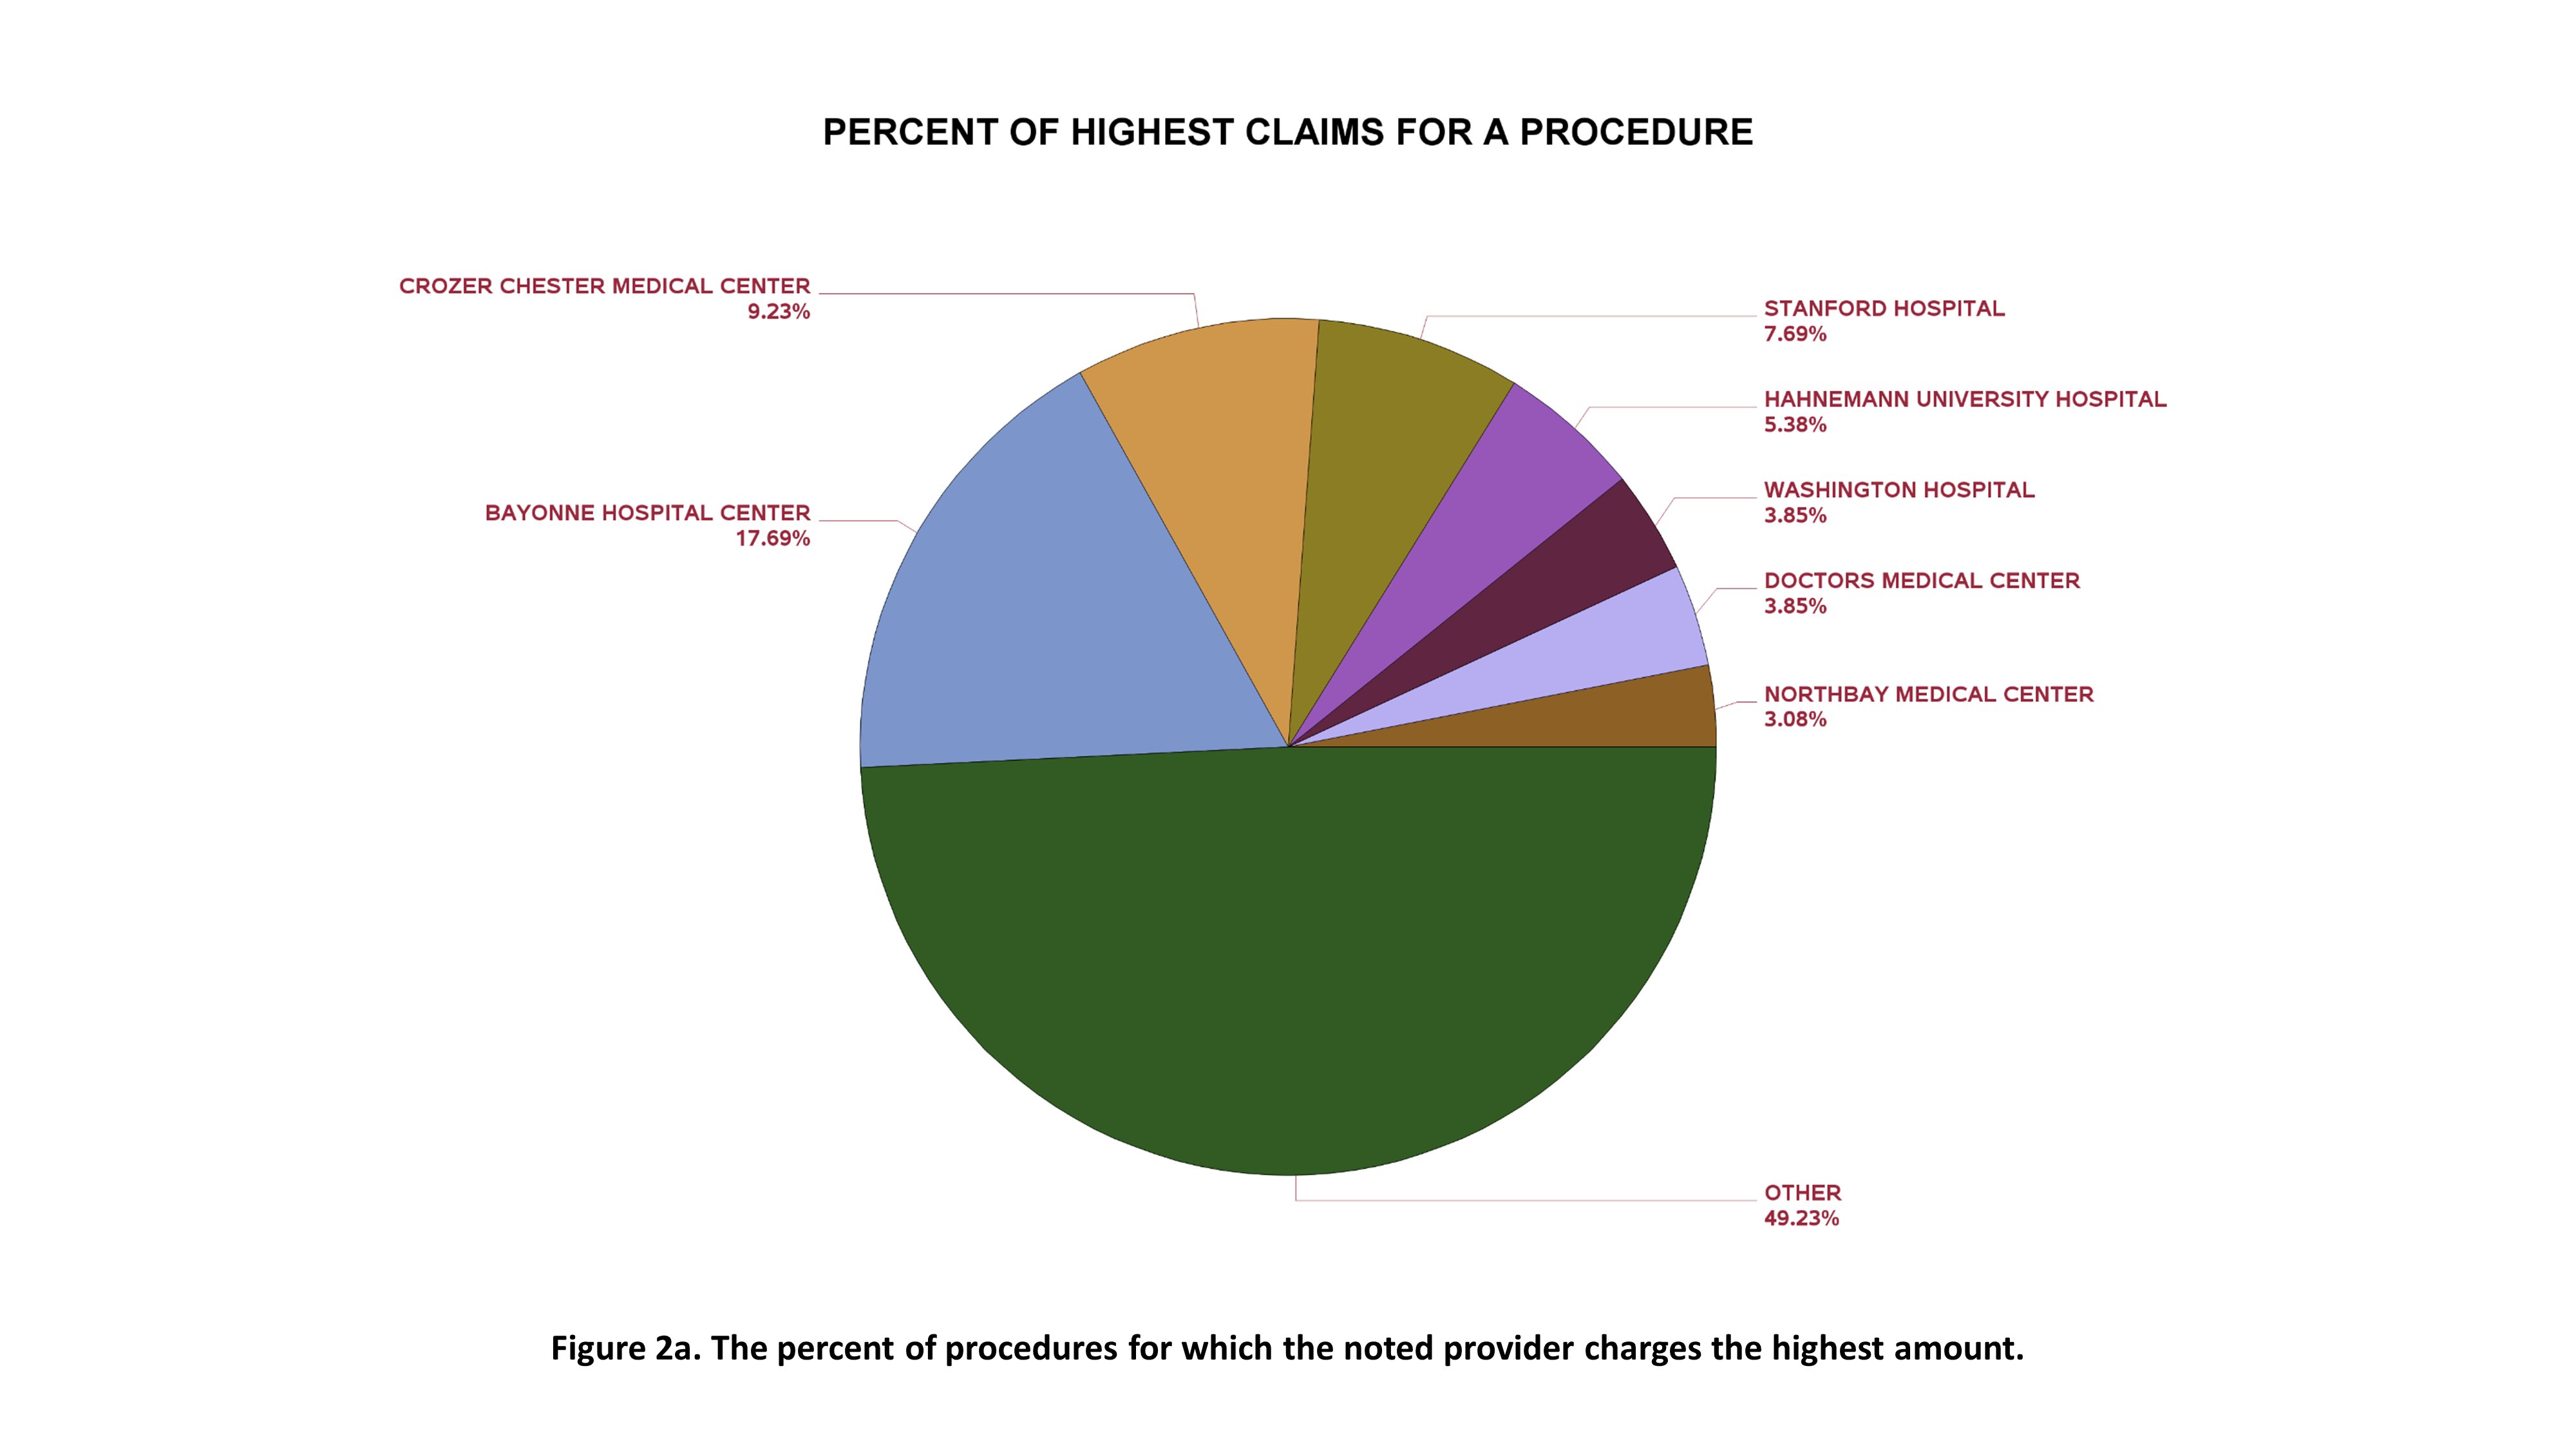 PERCENT OF HIGHEST CLAIMS FOR A PROCEDURE
CROZER CHESTER MEDICAL CENTER
9.23%
STANFORD HOSPITAL
7.69%
HAHNEMANN UNIVERSITY HOSPITAL
5.38%
WASHINGTON HOSPITAL
3.85%
BAYONNE HOSPITAL CENTER
17.69%
DOCTORS MEDICAL CENTER
3.85%
NORTHBAY MEDICAL CENTER
3.08%
OTHER
49.23%
Figure 2a. The percent of procedures for which the noted provider charges the highest amount.